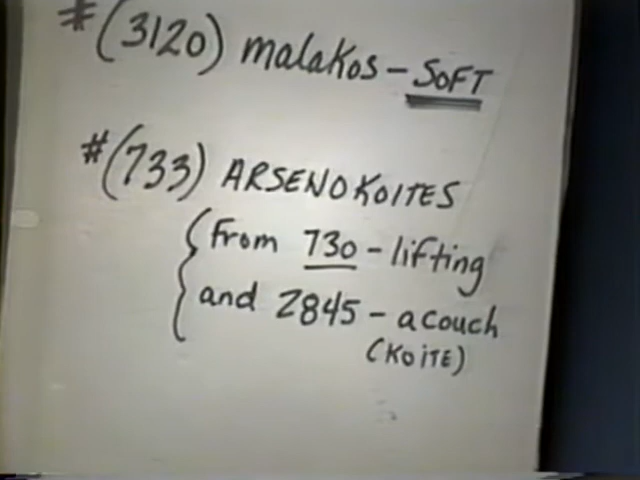 #(3120) malakos - SOFT
#(733) ARSENOKOITES
from 730 - lifting
and 2845 - a couch
(KOITE)